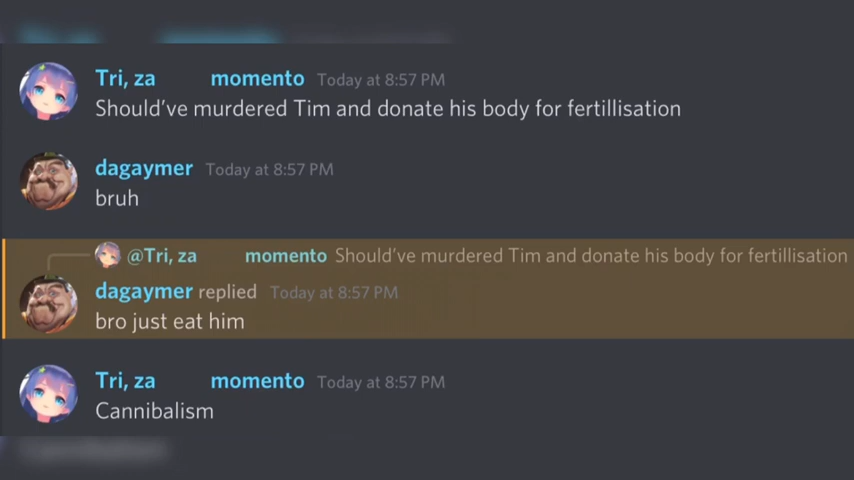 Tri, za momento Today at 8:57 PM
Should've murdered Tim and donate his body for fertillisation
dagaymer Today at 8:57 PM
bruh
@Tri, za momento Should've murdered Tim and donate his body for fertillisation
dagaymer replied Today at 8:57 PM
bro just eat him
Tri, za momento Today at 8:57 PM
Cannibalism